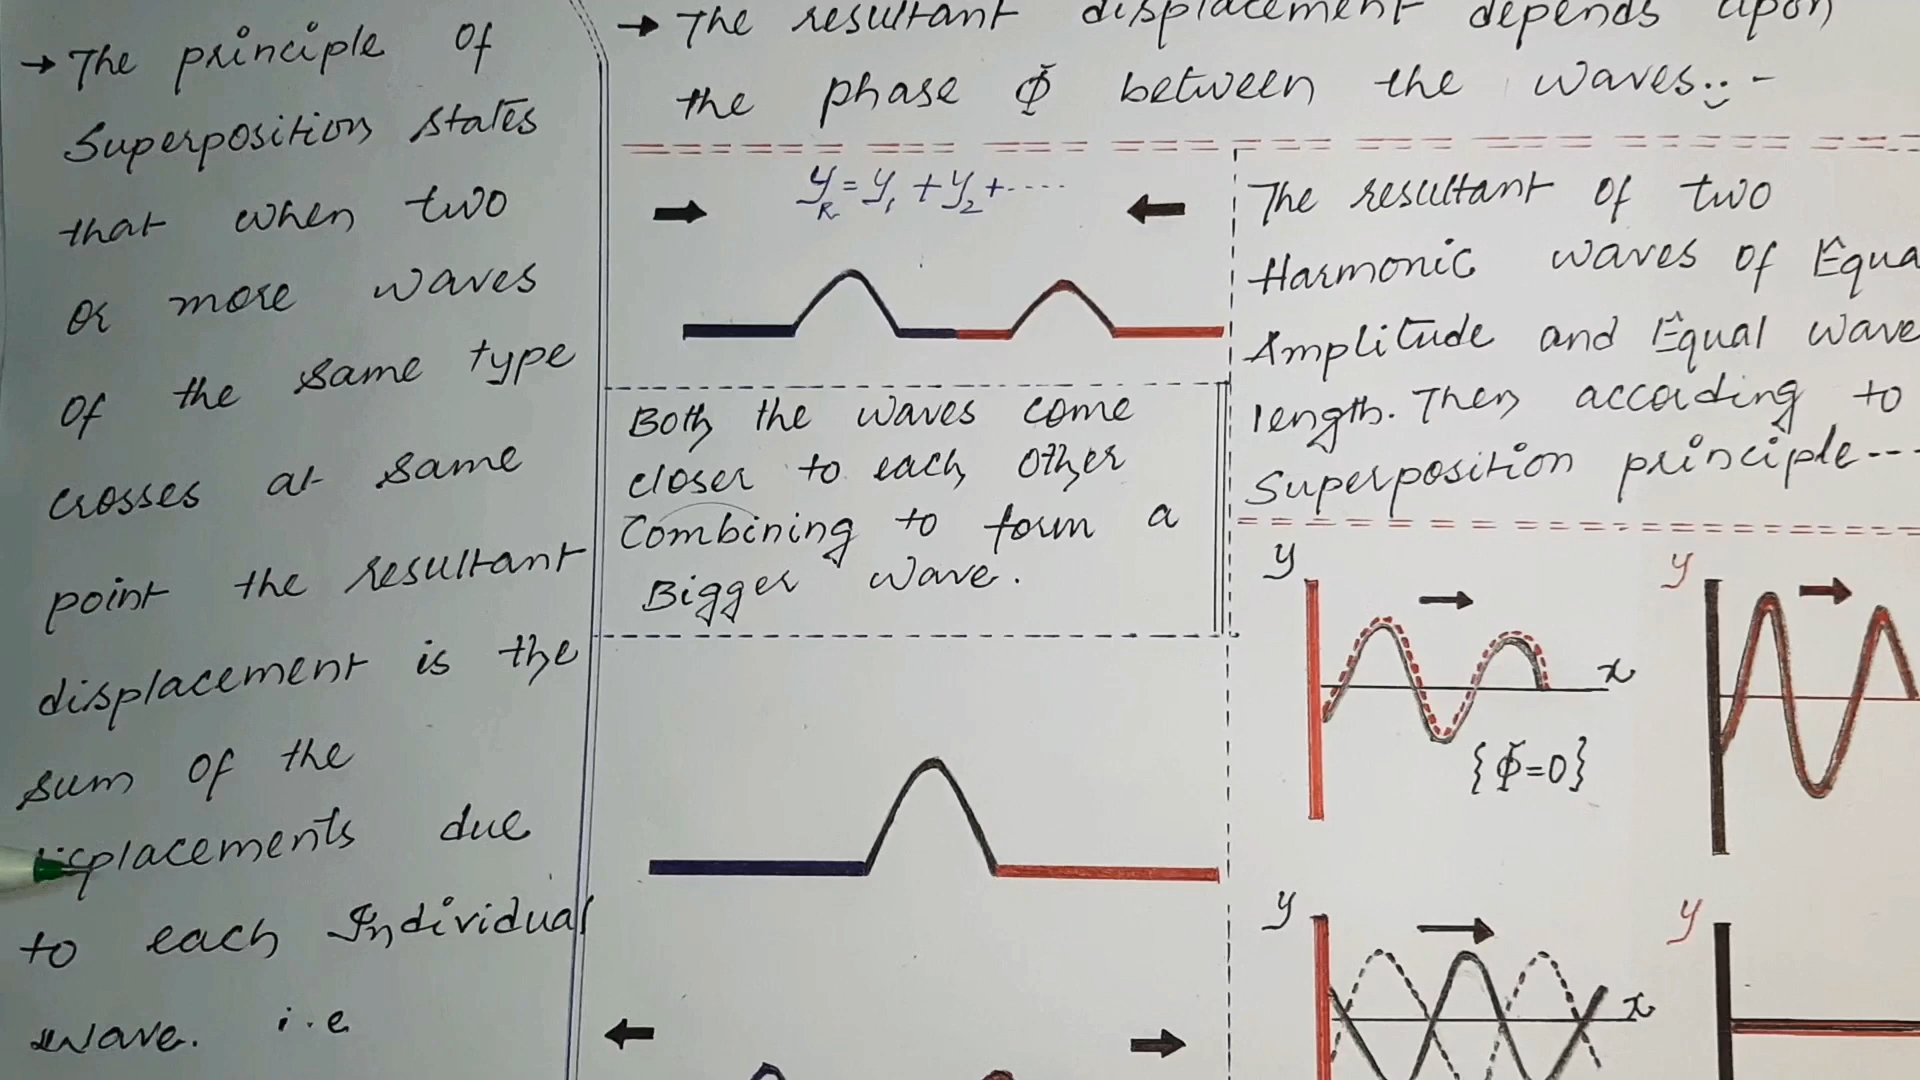 → The principle of
Superposition states
that when two
or more waves
of the same type
crosses at same
point the resultant
displacement is the
sum of the
displacements due
to each Individual
wave. i.e
→ The resultant displacement depends upon
the phase Φ between the waves:-
y_R = y₁ + y₂ + ----
Both the waves come
closer to each other
Combining to form a
Bigger wave.
The resultant of two
Harmonic waves of Equa
Amplitude and Equal wave
length. Then according to
Superposition principle---
y
x
{Φ=0}
y
y
x
y